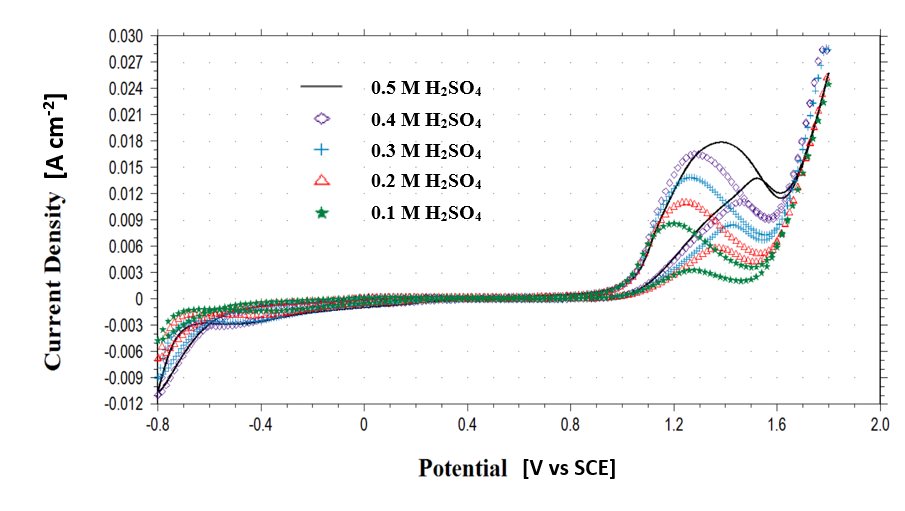 0.030
0.027
0.024
0.021
0.018
0.015
0.012
0.009
0.006
0.003
0
-0.003
-0.006
-0.009
-0.012
Current Density [A cm⁻²]
0.5 M H₂SO₄
0.4 M H₂SO₄
0.3 M H₂SO₄
0.2 M H₂SO₄
0.1 M H₂SO₄
-0.8 -0.4 0 0.4 0.8 1.2 1.6 2.0
Potential [V vs SCE]